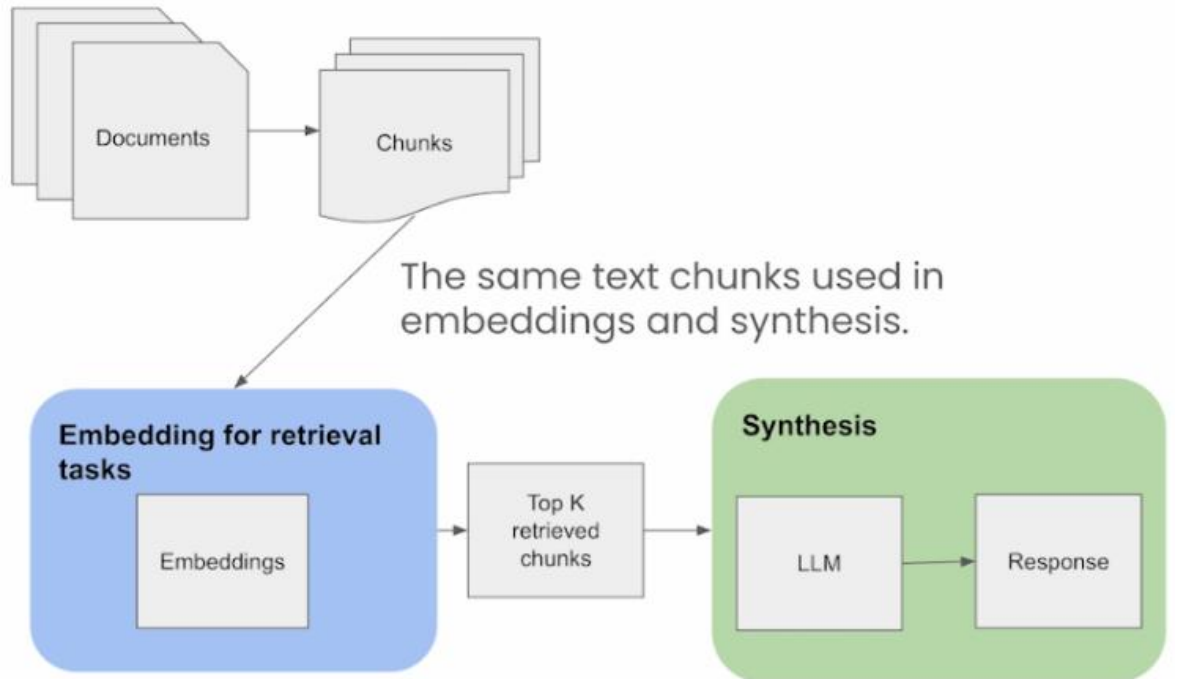 Documents
Chunks
The same text chunks used in
embeddings and synthesis.
Embedding for retrieval
tasks
Embeddings
Top K
retrieved
chunks
Synthesis
LLM
Response